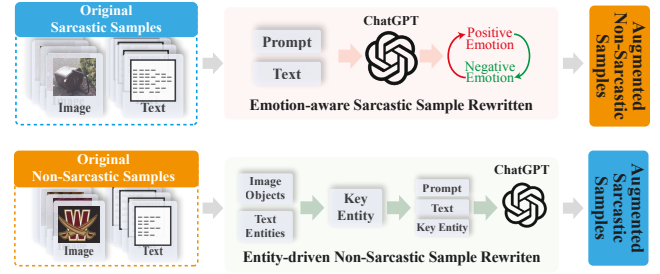 Original
Sarcastic Samples
Image
Text
Prompt
Text
ChatGPT
Positive
Emotion
Negative
Emotion
Emotion-aware Sarcastic Sample Rewritten
Augmented
Non-Sarcastic
Samples
Original
Non-Sarcastic Samples
W
Image
Text
Image
Objects
Text
Entities
Key
Entity
Prompt
Text
Key Entity
ChatGPT
Entity-driven Non-Sarcastic Sample Rewriten
Augmented
Sarcastic
Samples